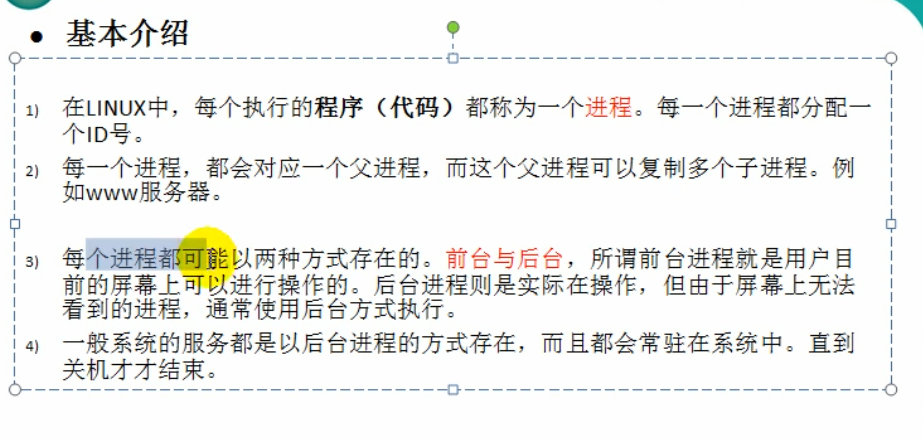 ● 基本介绍
1) 在LINUX中，每个执行的程序（代码）都称为一个进程。每一个进程都分配一
个ID号。
2) 每一个进程，都会对应一个父进程，而这个父进程可以复制多个子进程。例
如www服务器。
3) 每个进程都可能以两种方式存在的。前台与后台，所谓前台进程就是用户目
前的屏幕上可以进行操作的。后台进程则是实际在操作，但由于屏幕上无法
看到的进程，通常使用后台方式执行。
4) 一般系统的服务都是以后台进程的方式存在，而且都会常驻在系统中。直到
关机才才结束。